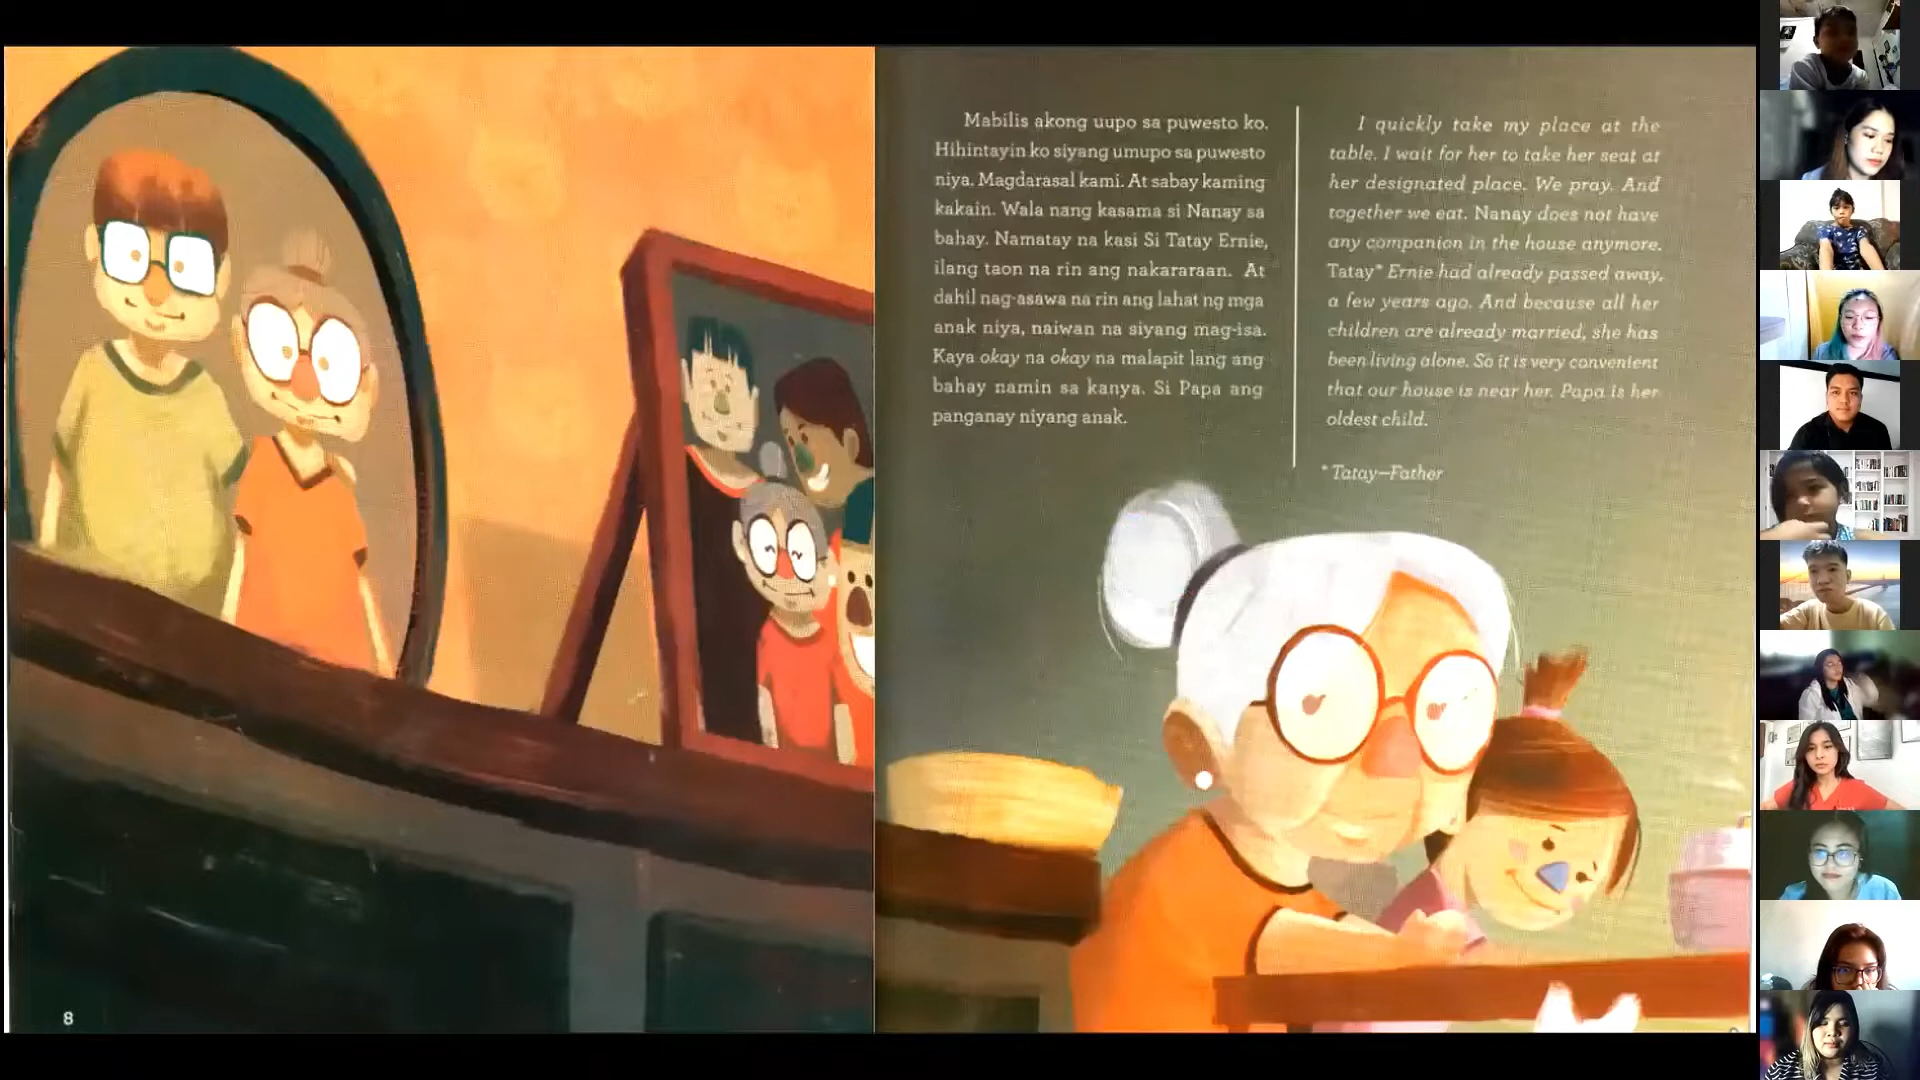 Mabilis akong uupo sa puwesto ko.
Hihintayin ko siyang umupo sa puwesto
niya. Magdarasal kami. At sabay kaming
kakain. Wala nang kasama si Nanay sa
bahay. Namatay na kasi Si Tatay Ernie,
ilang taon na rin ang nakararaan. At
dahil nag-asawa na rin ang lahat ng mga
anak niya, naiwan na siyang mag-isa.
Kaya okay na okay na malapit lang ang
bahay namin sa kanya. Si Papa ang
panganay niyang anak.
I quickly take my place at the
table. I wait for her to take her seat at
her designated place. We pray. And
together we eat. Nanay does not have
any companion in the house anymore.
Tatay* Ernie had already passed away,
a few years ago. And because all her
children are already married, she has
been living alone. So it is very convenient
that our house is near her. Papa is her
oldest child.
* Tatay—Father
8